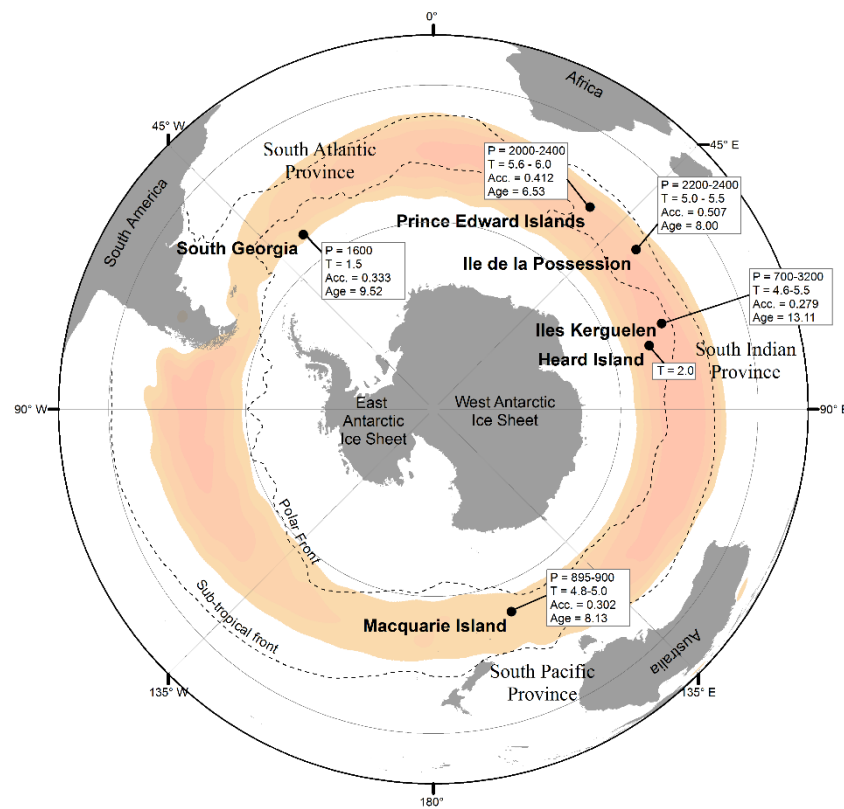 0°
Africa
45° W
45° E
South Atlantic
Province
P = 2000-2400
T = 5.6 - 6.0
Acc. = 0.412
Age = 6.53
P = 2200-2400
T = 5.0 - 5.5
Acc. = 0.507
Age = 8.00
South America
Prince Edward Islands
South Georgia
P = 1600
T = 1.5
Acc. = 0.333
Age = 9.52
Ile de la Possession
P = 700-3200
T = 4.6-5.5
Acc. = 0.279
Age = 13.11
Iles Kerguelen
Heard Island
South Indian
Province
T = 2.0
90° W
East
Antarctic
Ice Sheet
West Antarctic
Ice Sheet
90° E
Polar Front
Sub-tropical front
P = 895-900
T = 4.8-5.0
Acc. = 0.302
Age = 8.13
Macquarie Island
Australia
South Pacific
Province
135° W
135° E
180°